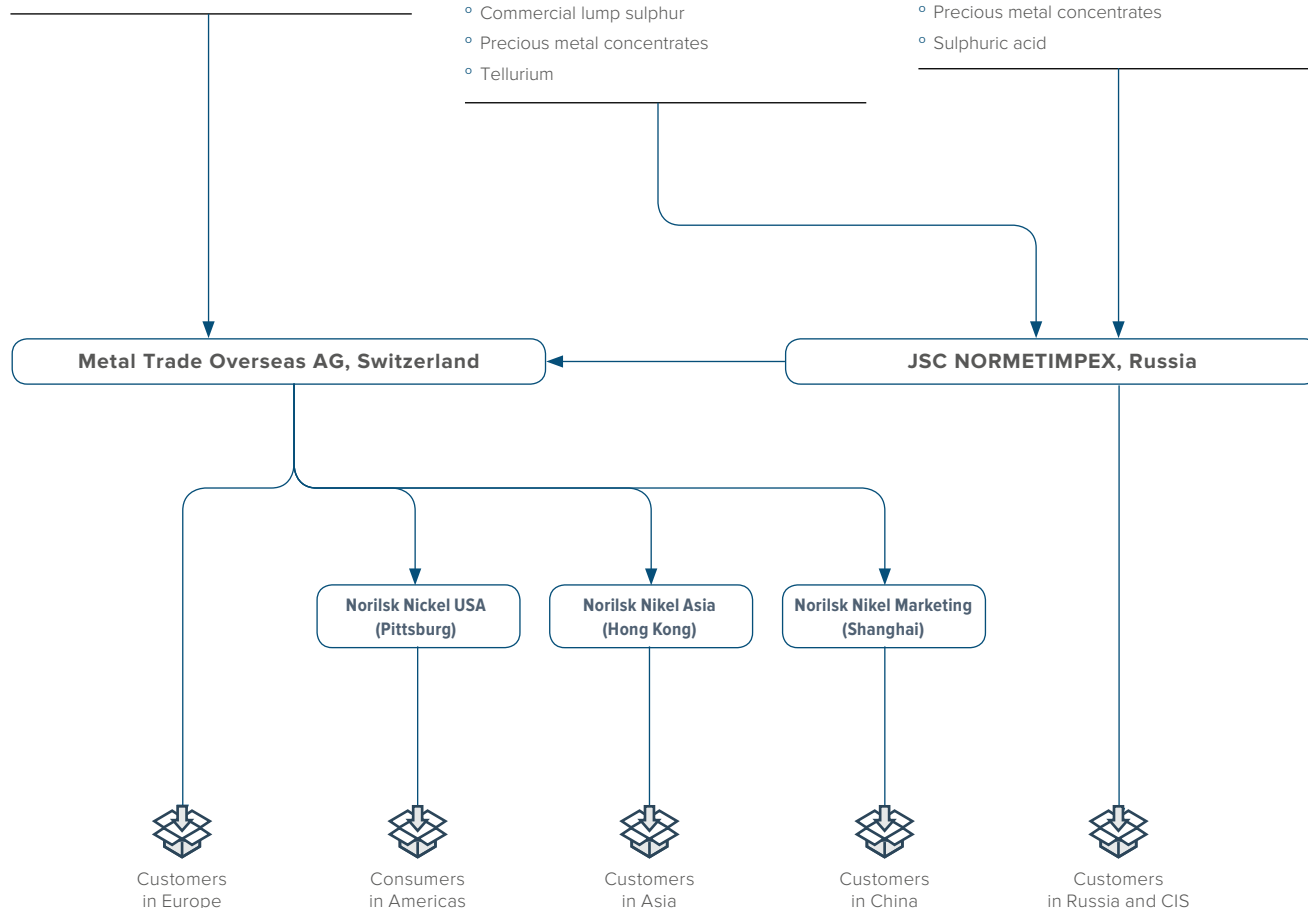 º Commercial lump sulphur
º Precious metal concentrates
º Tellurium
º Precious metal concentrates
º Sulphuric acid
Metal Trade Overseas AG, Switzerland
JSC NORMETIMPEX, Russia
Norilsk Nickel USA
(Pittsburg)
Norilsk Nikel Asia
(Hong Kong)
Norilsk Nikel Marketing
(Shanghai)
Customers
in Europe
Consumers
in Americas
Customers
in Asia
Customers
in China
Customers
in Russia and CIS